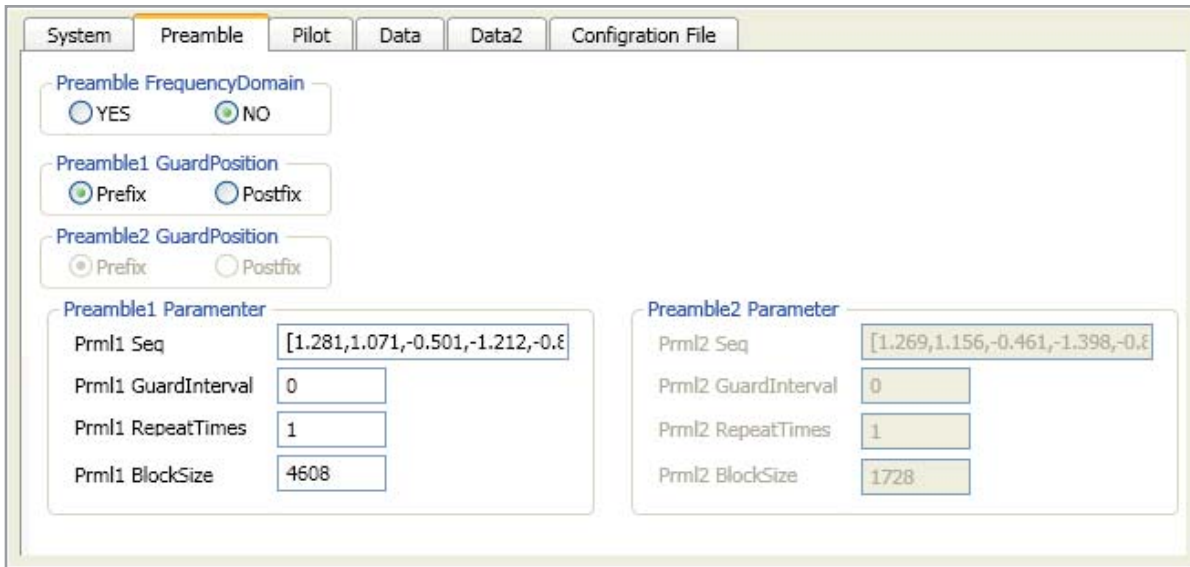 System Preamble Pilot Data Data2 Configration File
Preamble FrequencyDomain
YES NO
Preamble1 GuardPosition
Prefix Postfix
Preamble2 GuardPosition
Prefix Postfix
Preamble1 Paramenter
Prml1 Seq [1.281,1.071,-0.501,-1.212,-0.8
Prml1 GuardInterval 0
Prml1 RepeatTimes 1
Prml1 BlockSize 4608
Preamble2 Parameter
Prml2 Seq [1.269,1.156,-0.461,-1.398,-0.8
Prml2 GuardInterval 0
Prml2 RepeatTimes 1
Prml2 BlockSize 1728